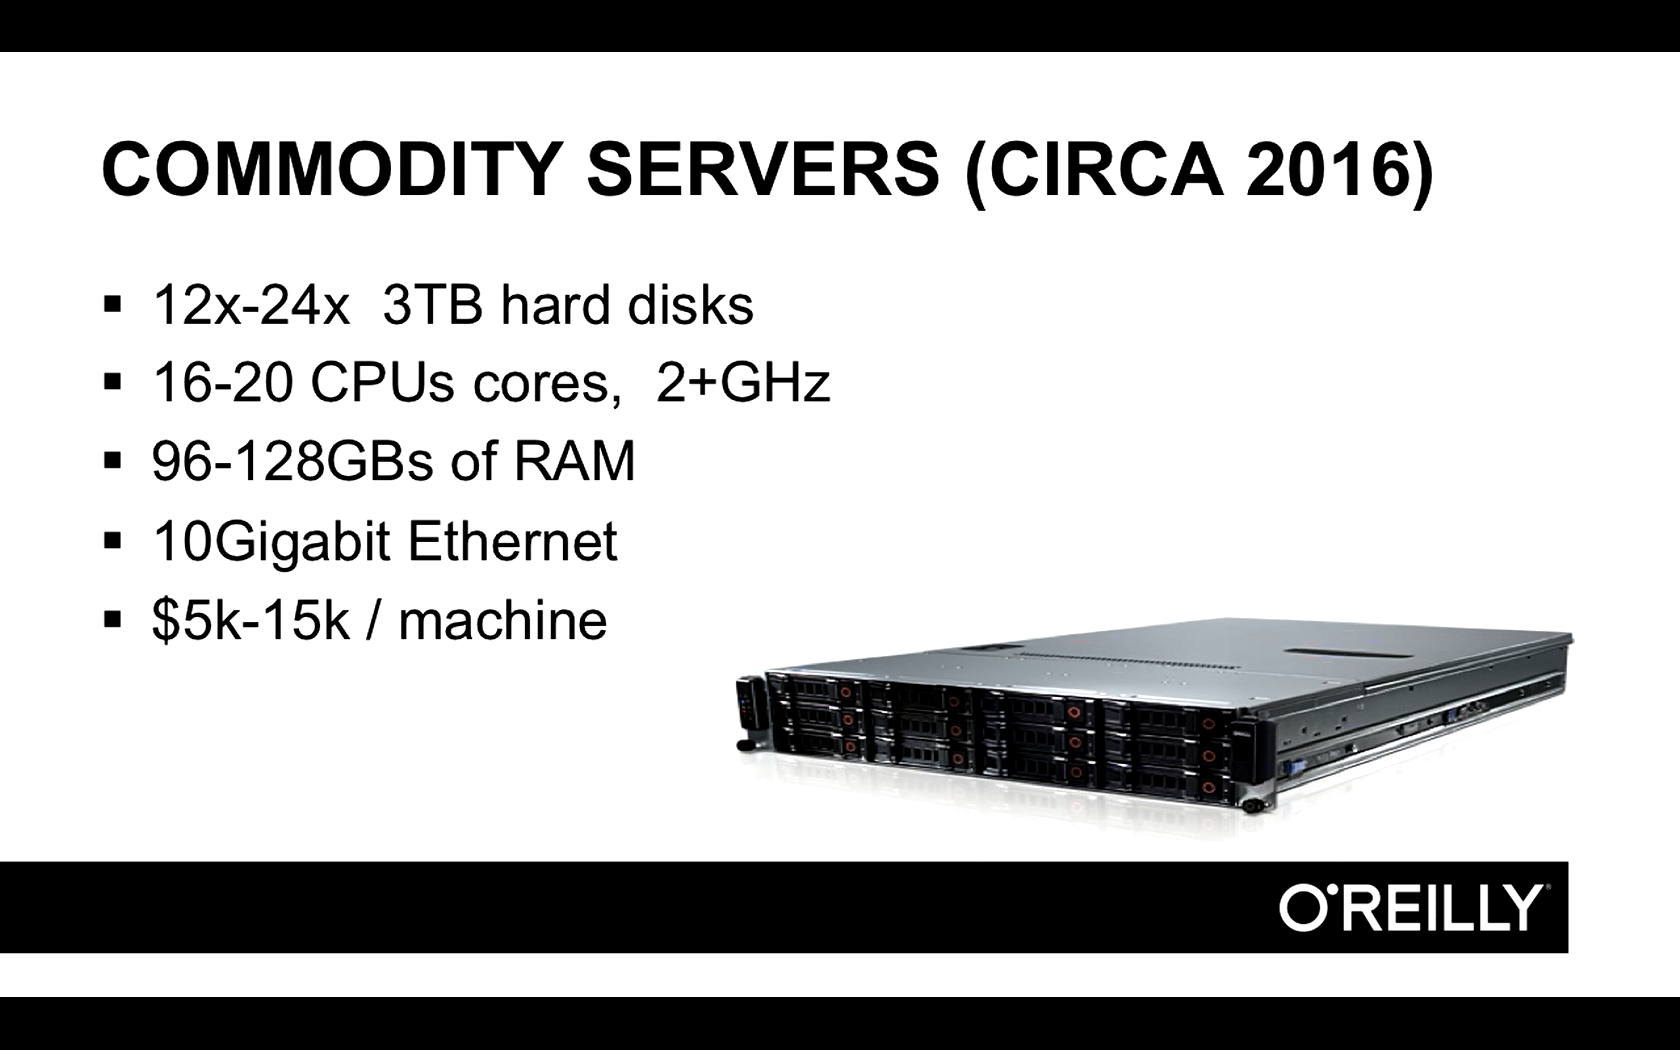 COMMODITY SERVERS (CIRCA 2016)
▪ 12x-24x  3TB hard disks
▪ 16-20 CPUs cores,  2+GHz
▪ 96-128GBs of RAM
▪ 10Gigabit Ethernet
▪ $5k-15k / machine
O'REILLY®